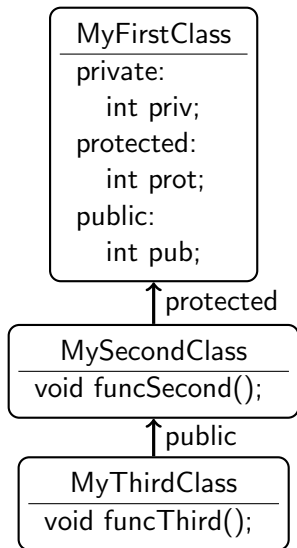 MyFirstClass
private:
int priv;
protected:
int prot;
public:
int pub;
protected
MySecondClass
void funcSecond();
public
MyThirdClass
void funcThird();